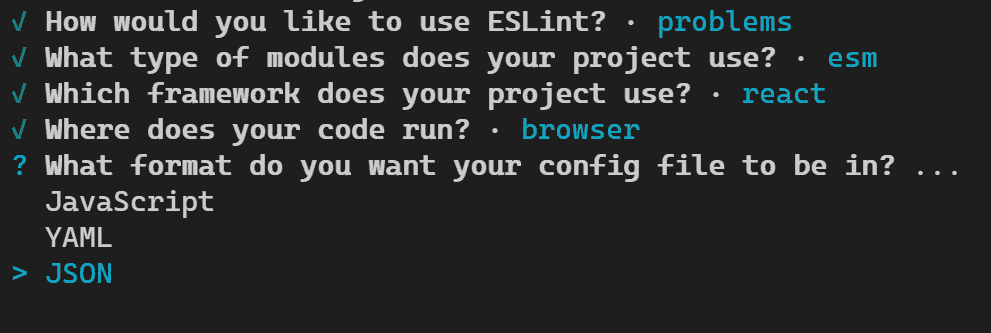 √ How would you like to use ESLint? · problems
√ What type of modules does your project use? · esm
√ Which framework does your project use? · react
√ Where does your code run? · browser
? What format do you want your config file to be in? ...
JavaScript
YAML
> JSON